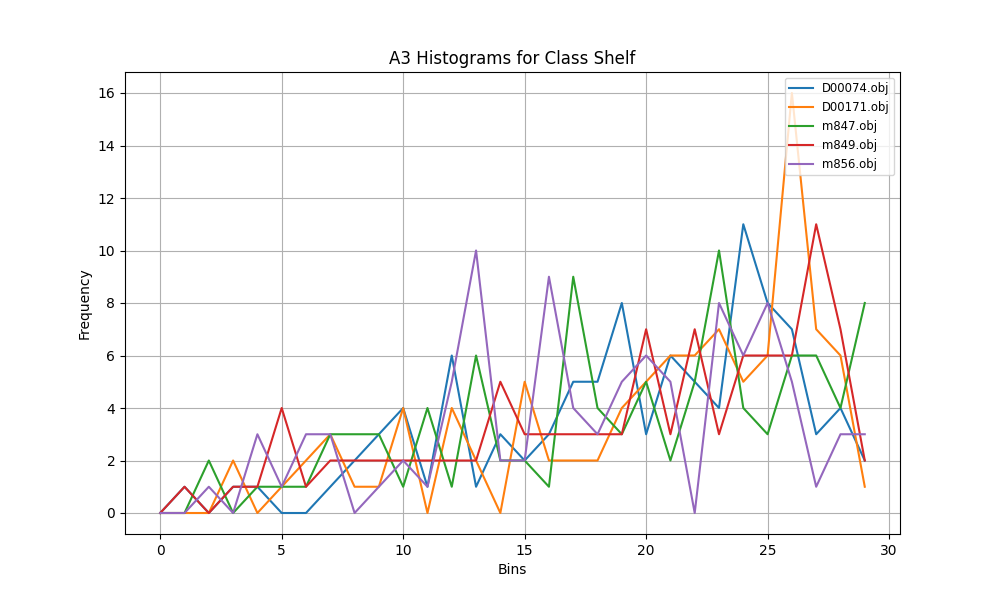 A3 Histograms for Class Shelf
D00074.obj
D00171.obj
m847.obj
m849.obj
m856.obj
Frequency
16
14
12
10
8
6
4
2
0
0 5 10 15 20 25 30
Bins